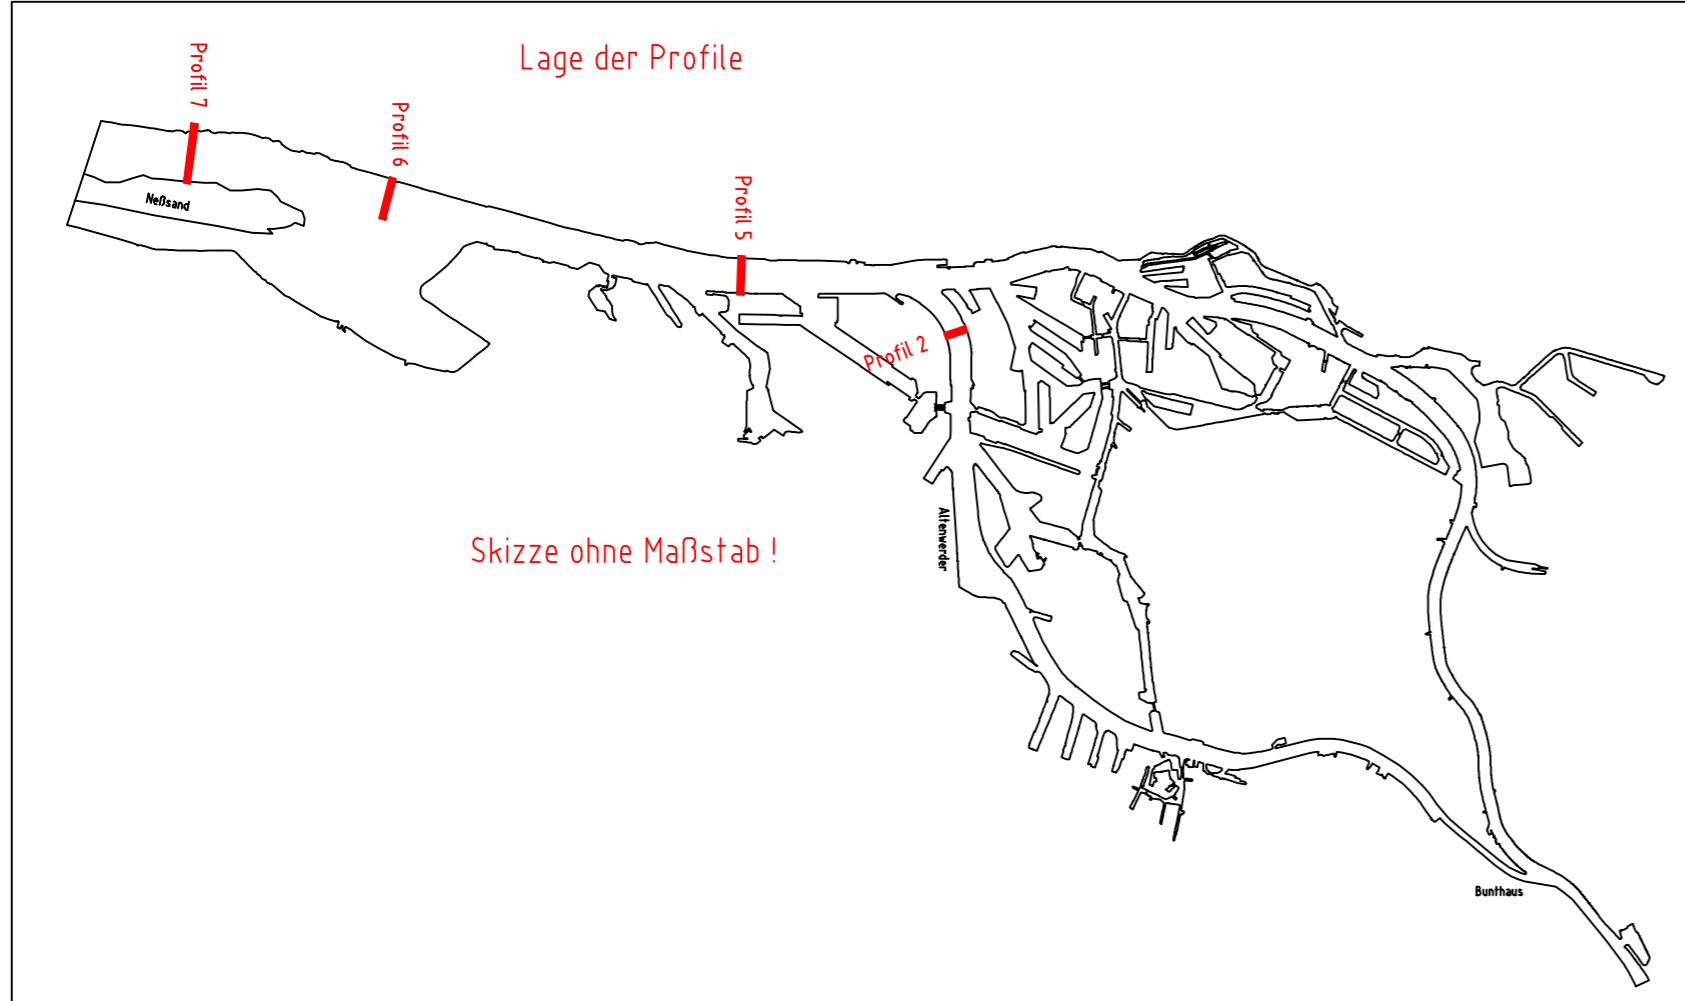 Lage der Profile
Profil 7
Profil 6
Profil 5
Neßsand
Profil 2
Skizze ohne Maßstab !
Altenwerder
Bunthaus